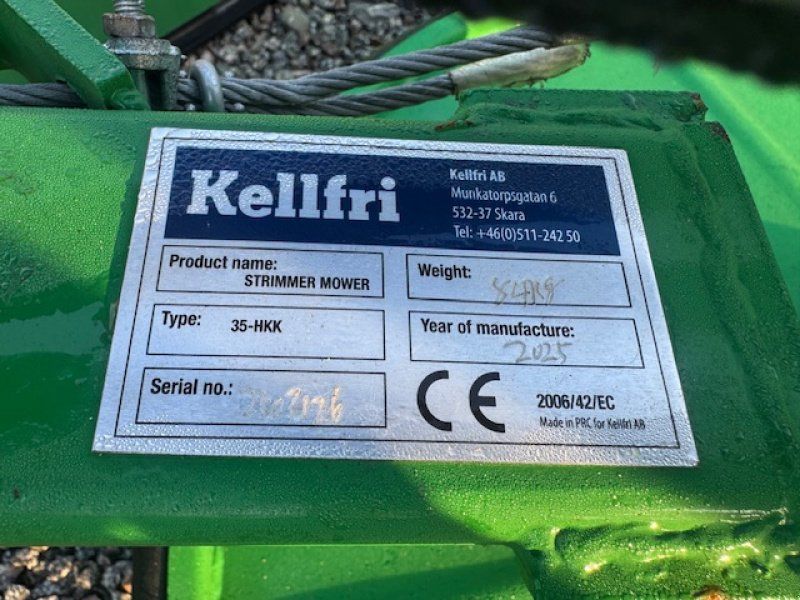 Kellfri
Kellfri AB
Munkatorpsgatan 6
532-37 Skara
Tel: +46(0)511-242 50
Product name:
STRIMMER MOWER
Weight:
Type: 35-HKK
Year of manufacture:
2025
Serial no.:
CE
2006/42/EC
Made in PRC for Kellfri AB